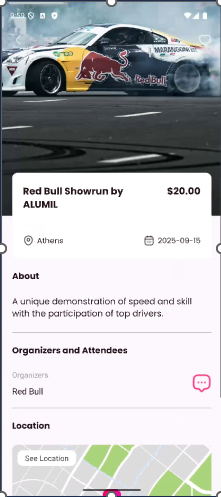 Red Bull
Red Bull Showrun by
ALUMIL
$20.00
Athens
2025-09-15
About
A unique demonstration of speed and skill
with the participation of top drivers.
Organizers and Attendees
Organizers
Red Bull
Location
See Location